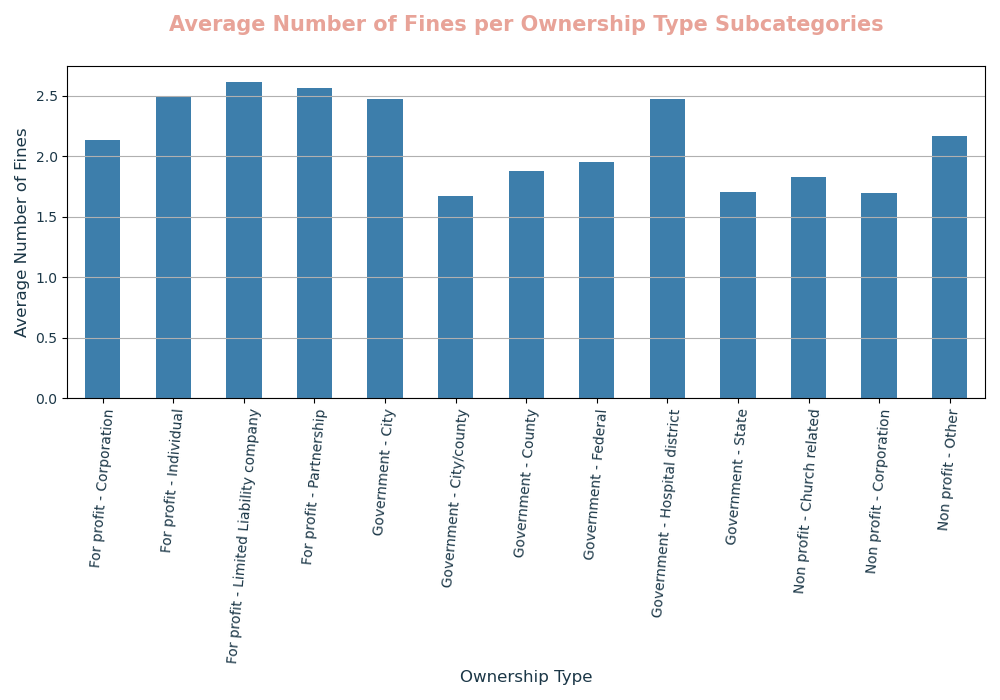 Average Number of Fines per Ownership Type Subcategories
Average Number of Fines
2.5
2.0
1.5
1.0
0.5
0.0
For profit - Corporation
For profit - Individual
For profit - Limited Liability company
For profit - Partnership
Government - City
Government - City/county
Government - County
Government - Federal
Government - Hospital district
Government - State
Non profit - Church related
Non profit - Corporation
Non profit - Other
Ownership Type